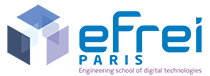 efrei
PARIS
Engineering school of digital technologies